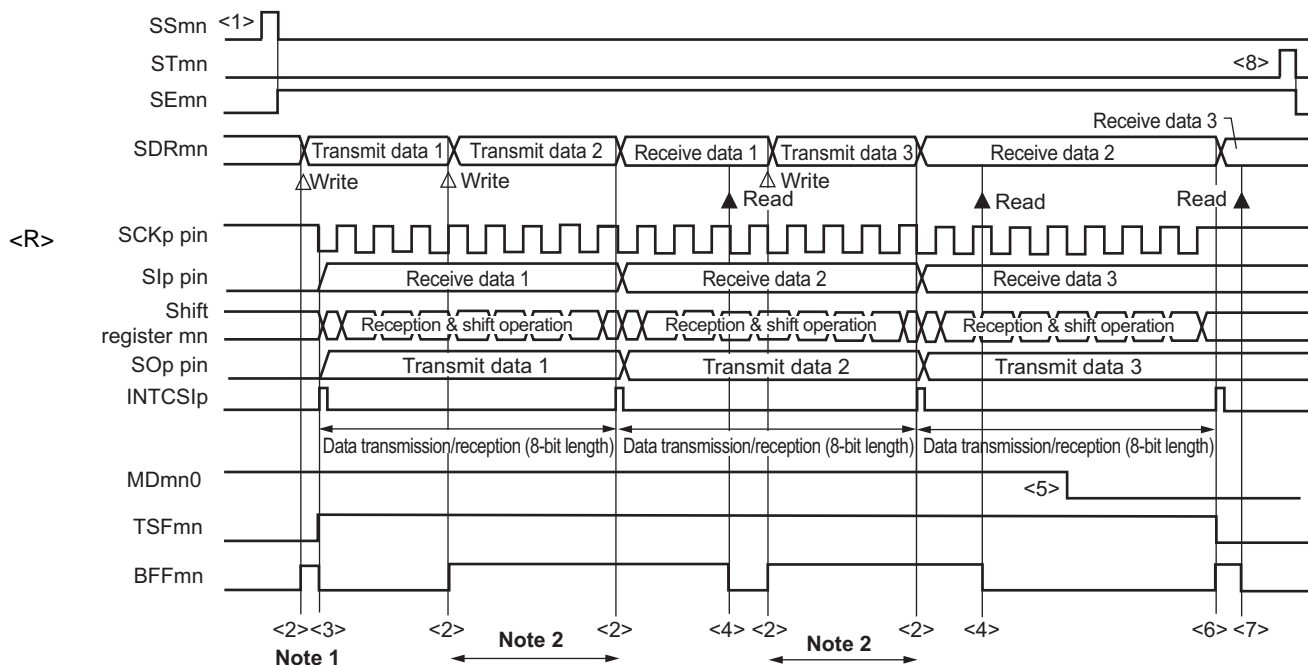 SSmn <1>
STmn <8>
SEmn
Receive data 3
SDRmn Transmit data 1 Transmit data 2 Receive data 1 Transmit data 3 Receive data 2
Write Write Write
Read Read Read
<R> SCKp pin
SIp pin Receive data 1 Receive data 2 Receive data 3
Shift
register mn Reception & shift operation Reception & shift operation Reception & shift operation
SOp pin Transmit data 1 Transmit data 2 Transmit data 3
INTCSIp
Data transmission/reception (8-bit length) Data transmission/reception (8-bit length) Data transmission/reception (8-bit length)
MDmn0 <5>
TSFmn
BFFmn
<2> <3> <2> <2> <4> <2> <2> <4> <6> <7>
Note 1 Note 2 Note 2